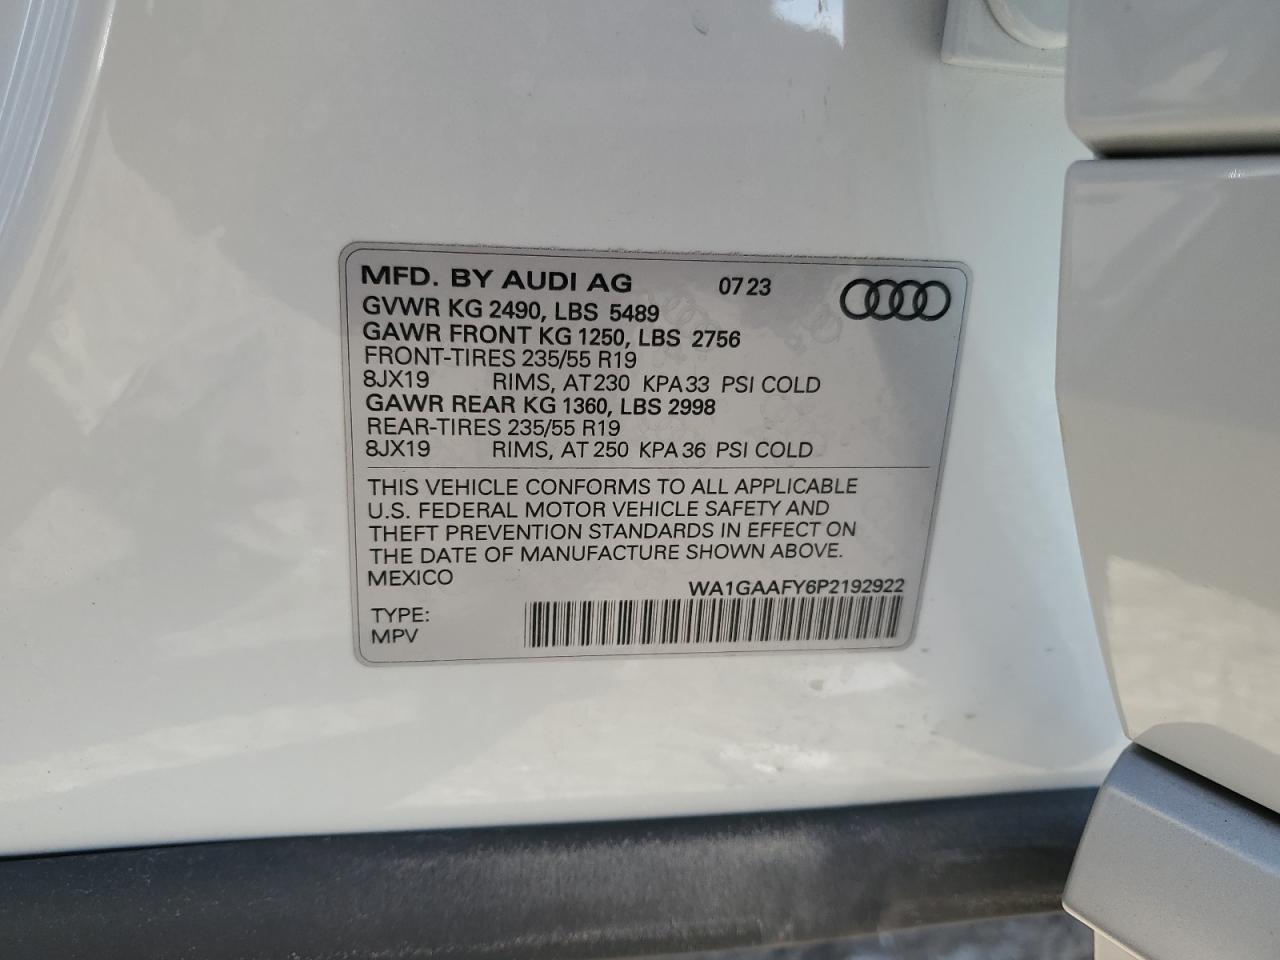 MFD. BY AUDI AG 07 23
GVWR KG 2490, LBS 5489
GAWR FRONT KG 1250, LBS 2756
FRONT-TIRES 235/55 R19
8JX19 RIMS, AT 230 KPA 33 PSI COLD
GAWR REAR KG 1360, LBS 2998
REAR-TIRES 235/55 R19
8JX19 RIMS, AT 250 KPA 36 PSI COLD
THIS VEHICLE CONFORMS TO ALL APPLICABLE
U.S. FEDERAL MOTOR VEHICLE SAFETY AND
THEFT PREVENTION STANDARDS IN EFFECT ON
THE DATE OF MANUFACTURE SHOWN ABOVE.
MEXICO
WA1GAAFY6P2192922
TYPE:
MPV